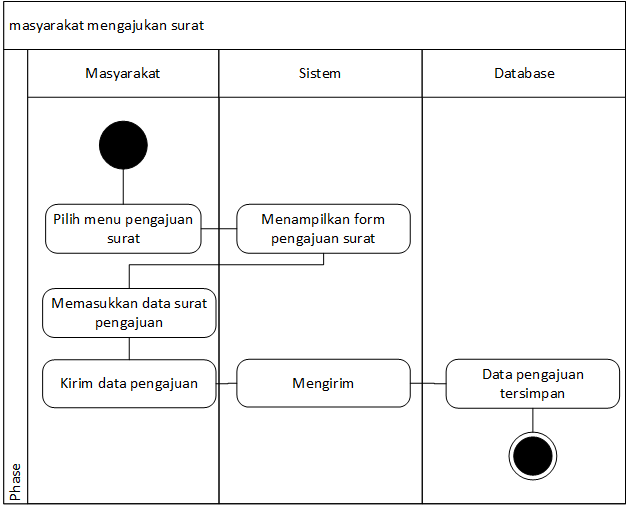 masyarakat mengajukan surat
Masyarakat
Sistem
Database
Pilih menu pengajuan
surat
Menampilkan form
pengajuan surat
Memasukkan data surat
pengajuan
Kirim data pengajuan
Mengirim
Data pengajuan
tersimpan
Phase